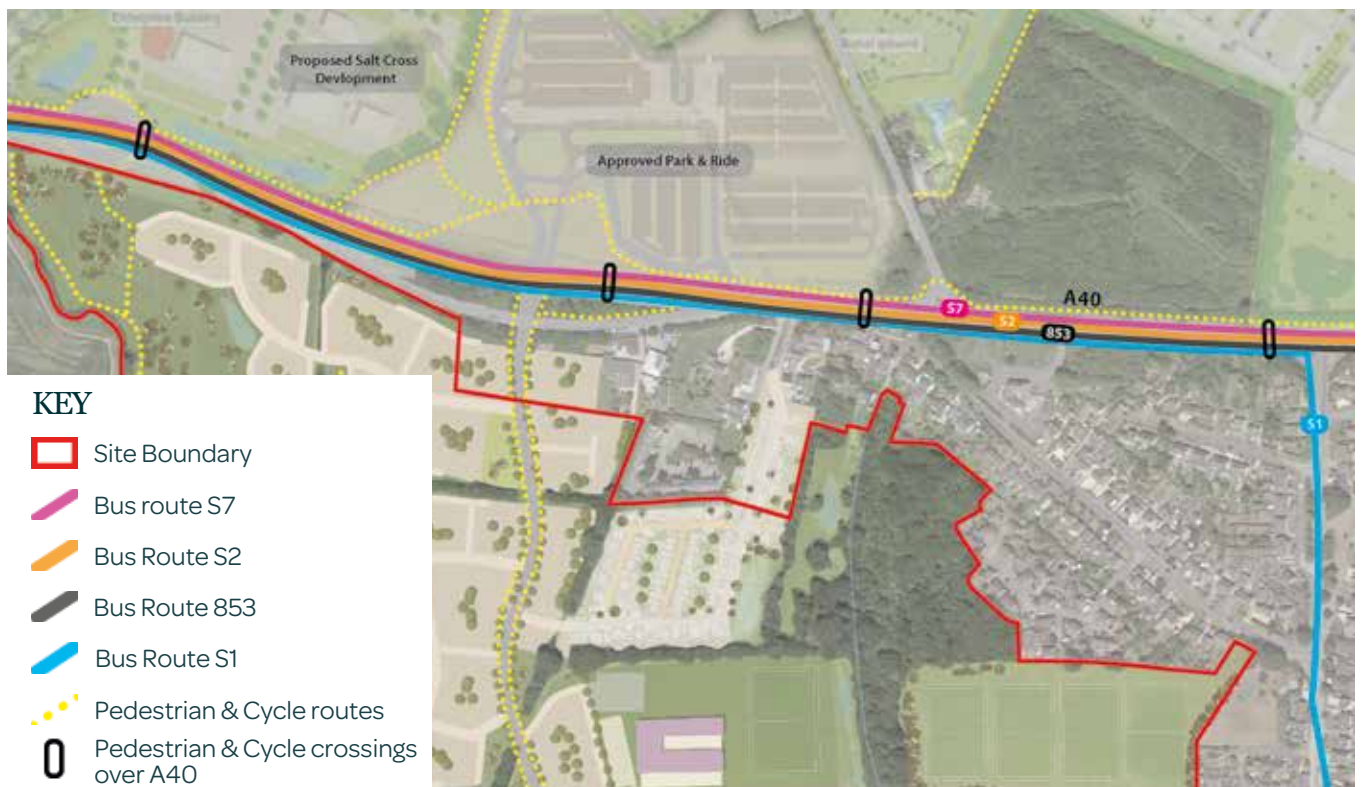 Proposed Salt Cross
Devlopment
Approved Park & Ride
A40
S7
S2
853
S1
KEY
Site Boundary
Bus route S7
Bus Route S2
Bus Route 853
Bus Route S1
Pedestrian & Cycle routes
Pedestrian & Cycle crossings
over A40